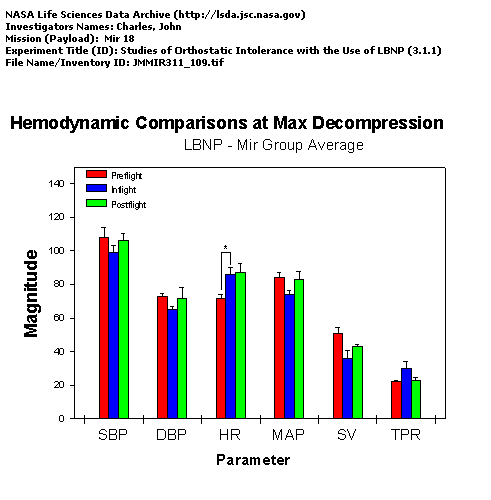 NASA Life Sciences Data Archive (http://lsda.jsc.nasa.gov)
Investigators Names: Charles, John
Mission (Payload): Mir 18
Experiment Title (ID): Studies of Orthostatic Intolerance with the Use of LBNP (3.1.1)
File Name/Inventory ID: JMMIR311_109.tif
Hemodynamic Comparisons at Max Decompression
LBNP - Mir Group Average
Preflight
Inflight
Postflight
140
120
100
80
60
40
20
0
Magnitude
*
SBP DBP HR MAP SV TPR
Parameter